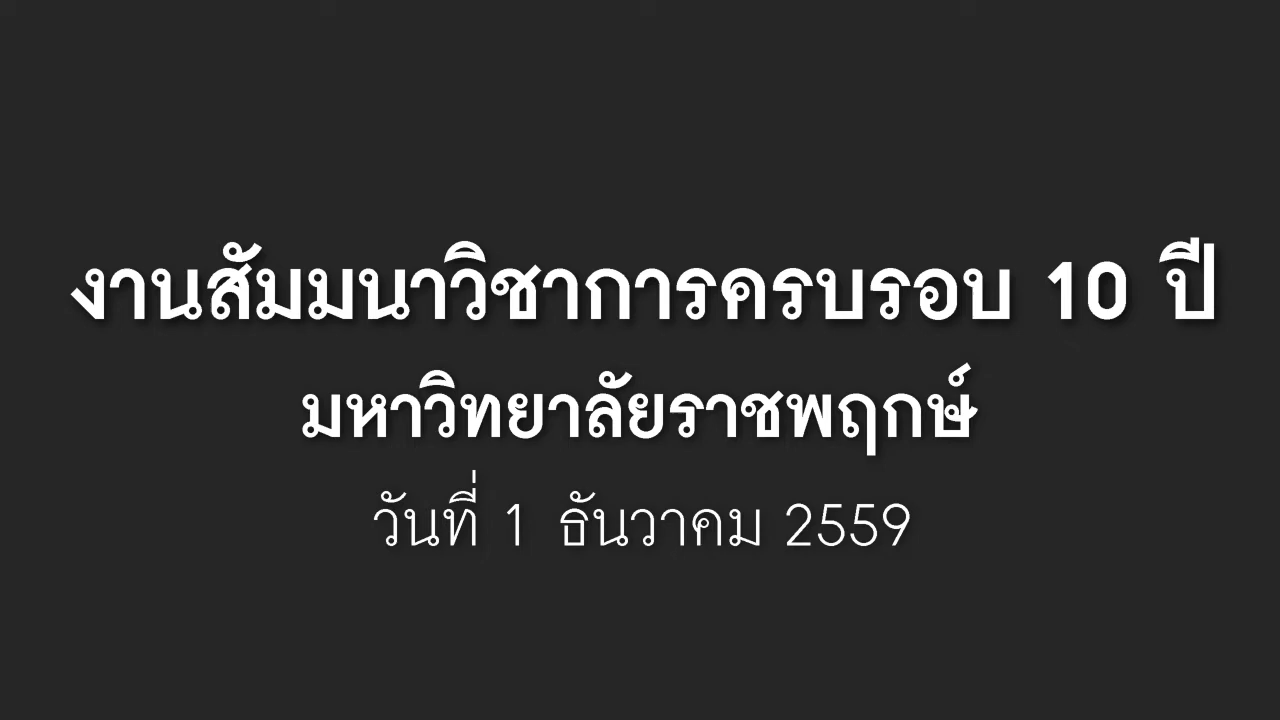 งานสัมมนาวิชาการครบรอบ 10 ปี
มหาวิทยาลัยราชพฤกษ์
วันที่ 1 ธันวาคม 2559